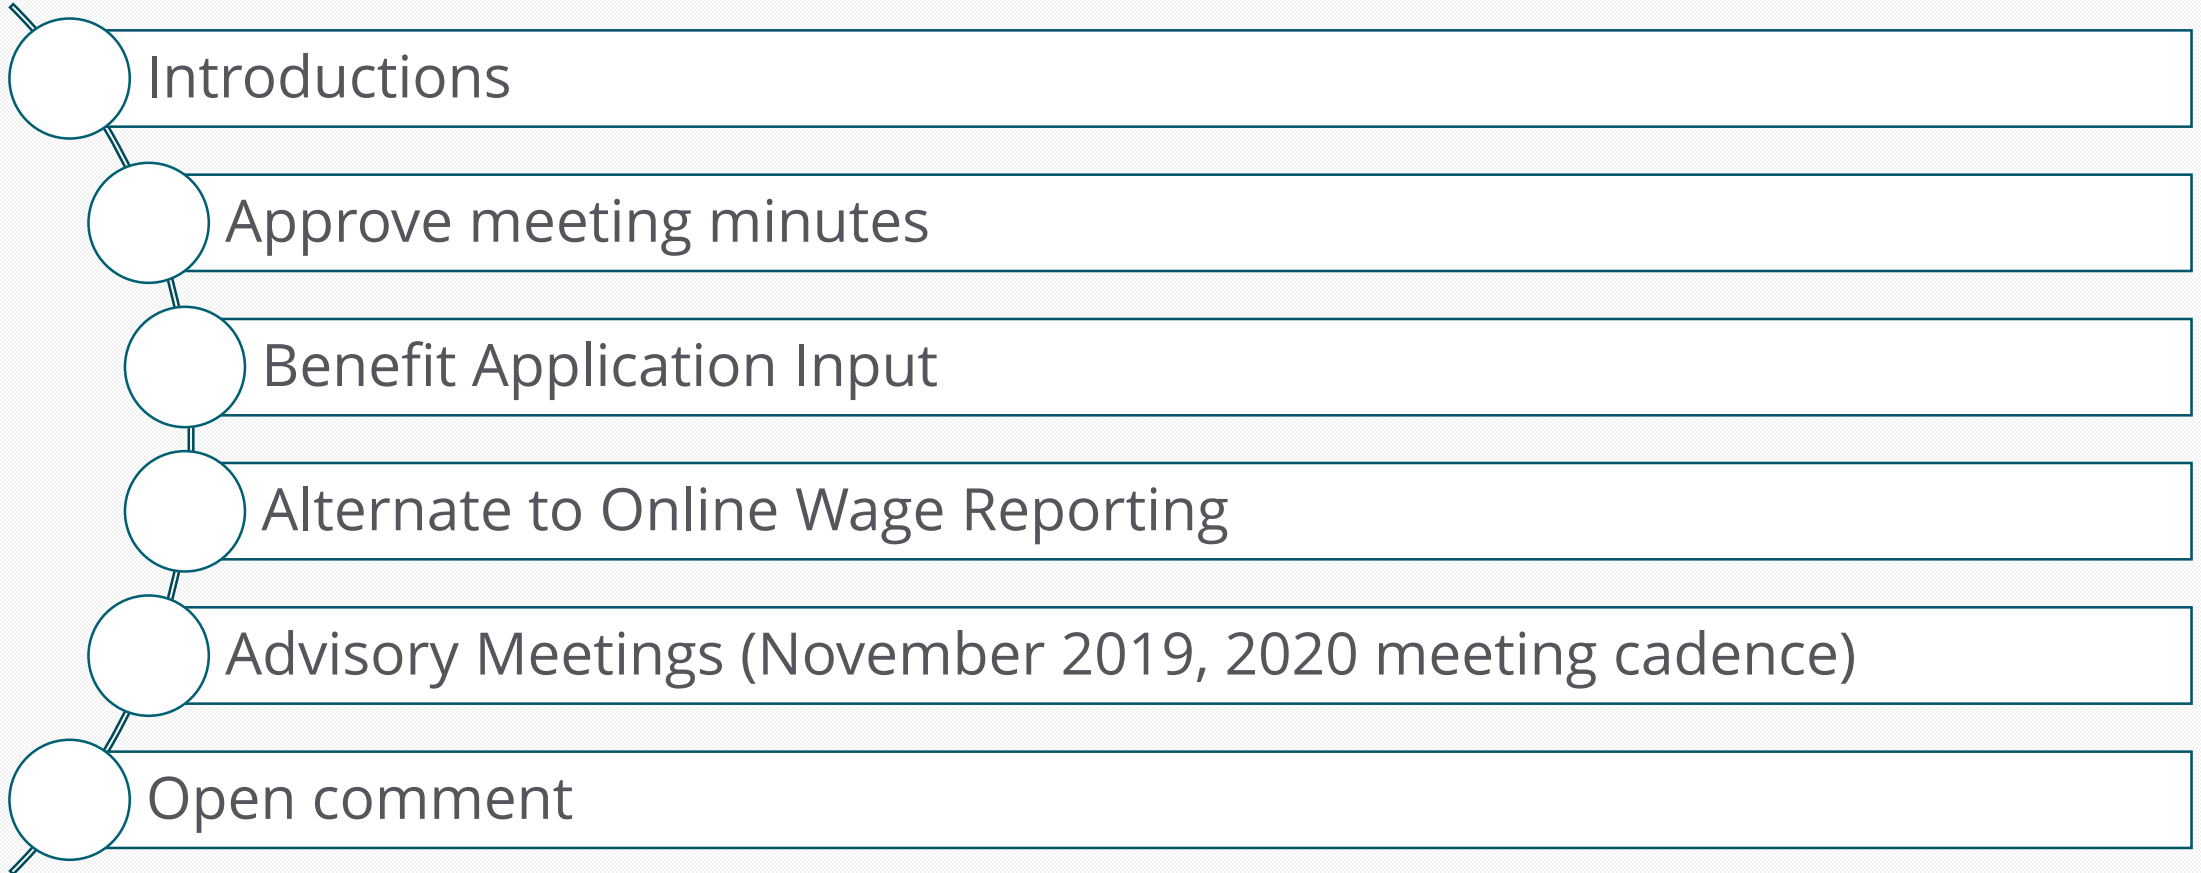 Introductions
Approve meeting minutes
Benefit Application Input
Alternate to Online Wage Reporting
Advisory Meetings (November 2019, 2020 meeting cadence)
Open comment